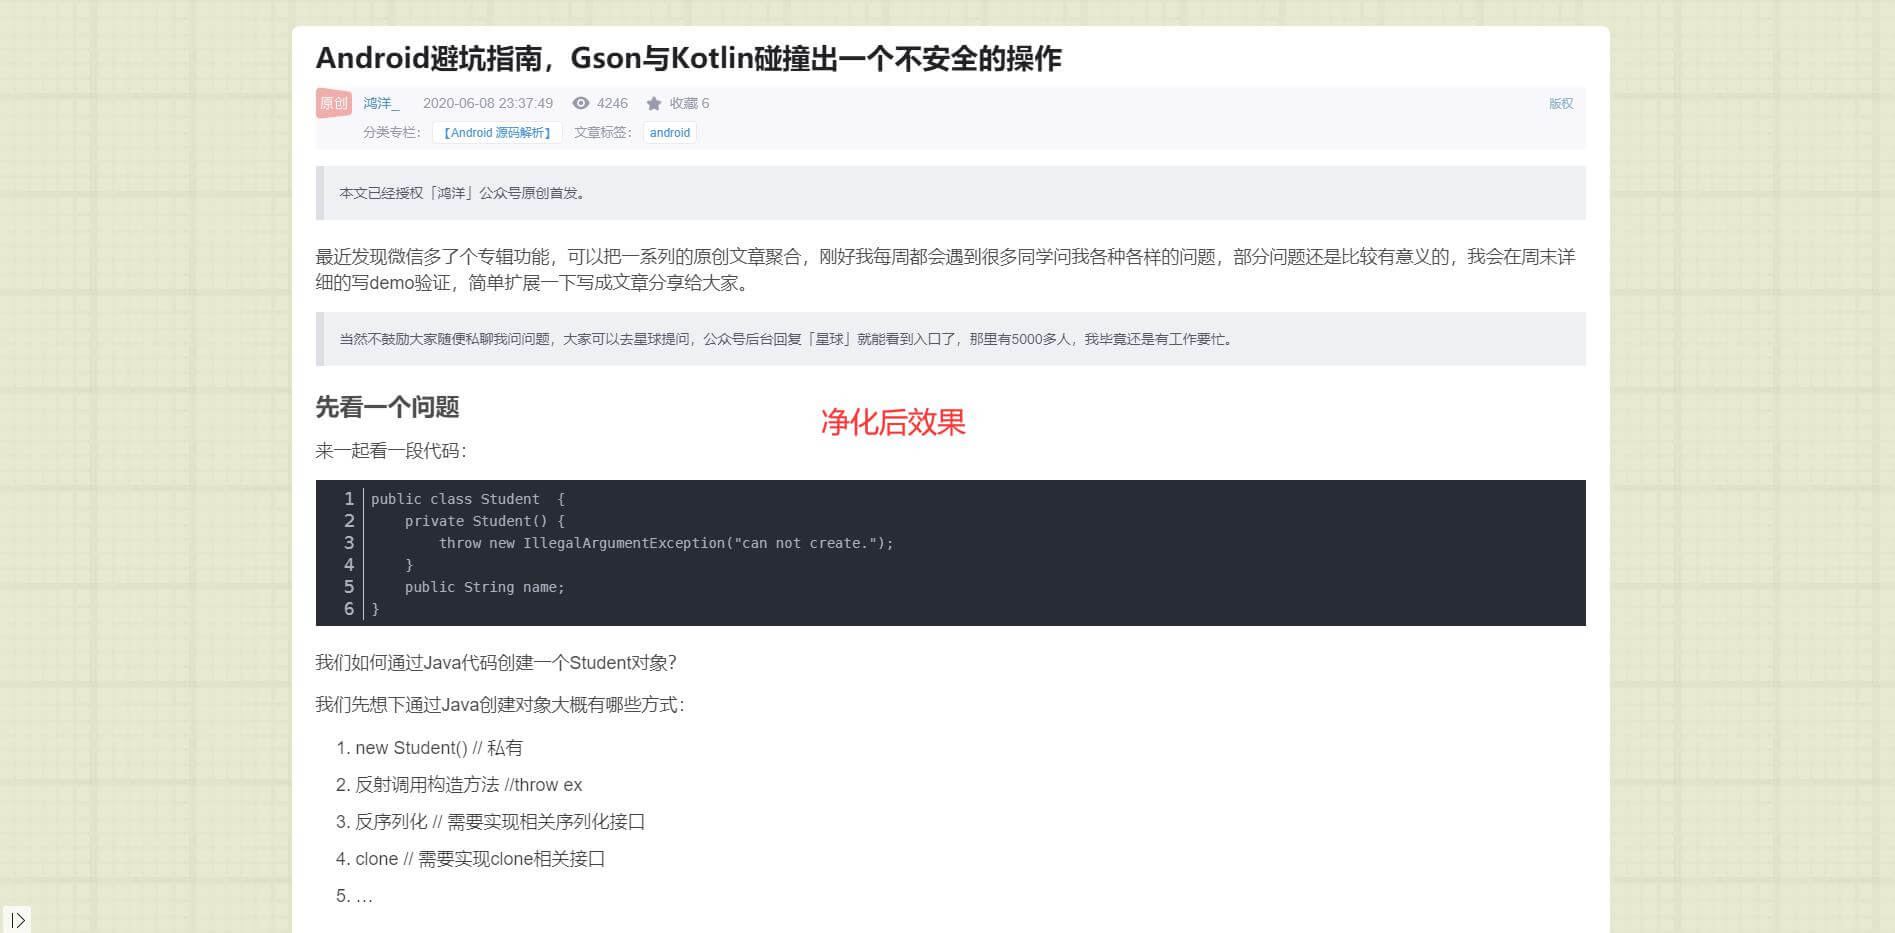 Android避坑指南，Gson与Kotlin碰撞出一个不安全的操作
原创 鸿洋_ 2020-06-08 23:37:49 4246 收藏 6 版权
分类专栏： 【Android 源码解析】 文章标签： android
本文已经授权「鸿洋」公众号原创首发。
最近发现微信多了个专辑功能，可以把一系列的原创文章聚合，刚好我每周都会遇到很多同学问我各种各样的问题，部分问题还是比较有意义的，我会在周末详
细的写demo验证，简单扩展一下写成文章分享给大家。
当然不鼓励大家随便私聊我问问题，大家可以去星球提问，公众号后台回复「星球」就能看到入口了，那里有5000多人，我毕竟还是有工作要忙。
先看一个问题
净化后效果
来一起看一段代码：
1 public class Student  {
2     private Student() {
3         throw new IllegalArgumentException("can not create.");
4     }
5     public String name;
6 }
我们如何通过Java代码创建一个Student对象？
我们先想下通过Java创建对象大概有哪些方式：
1. new Student() // 私有
2. 反射调用构造方法 //throw ex
3. 反序列化 // 需要实现相关序列化接口
4. clone // 需要实现clone相关接口
5. …